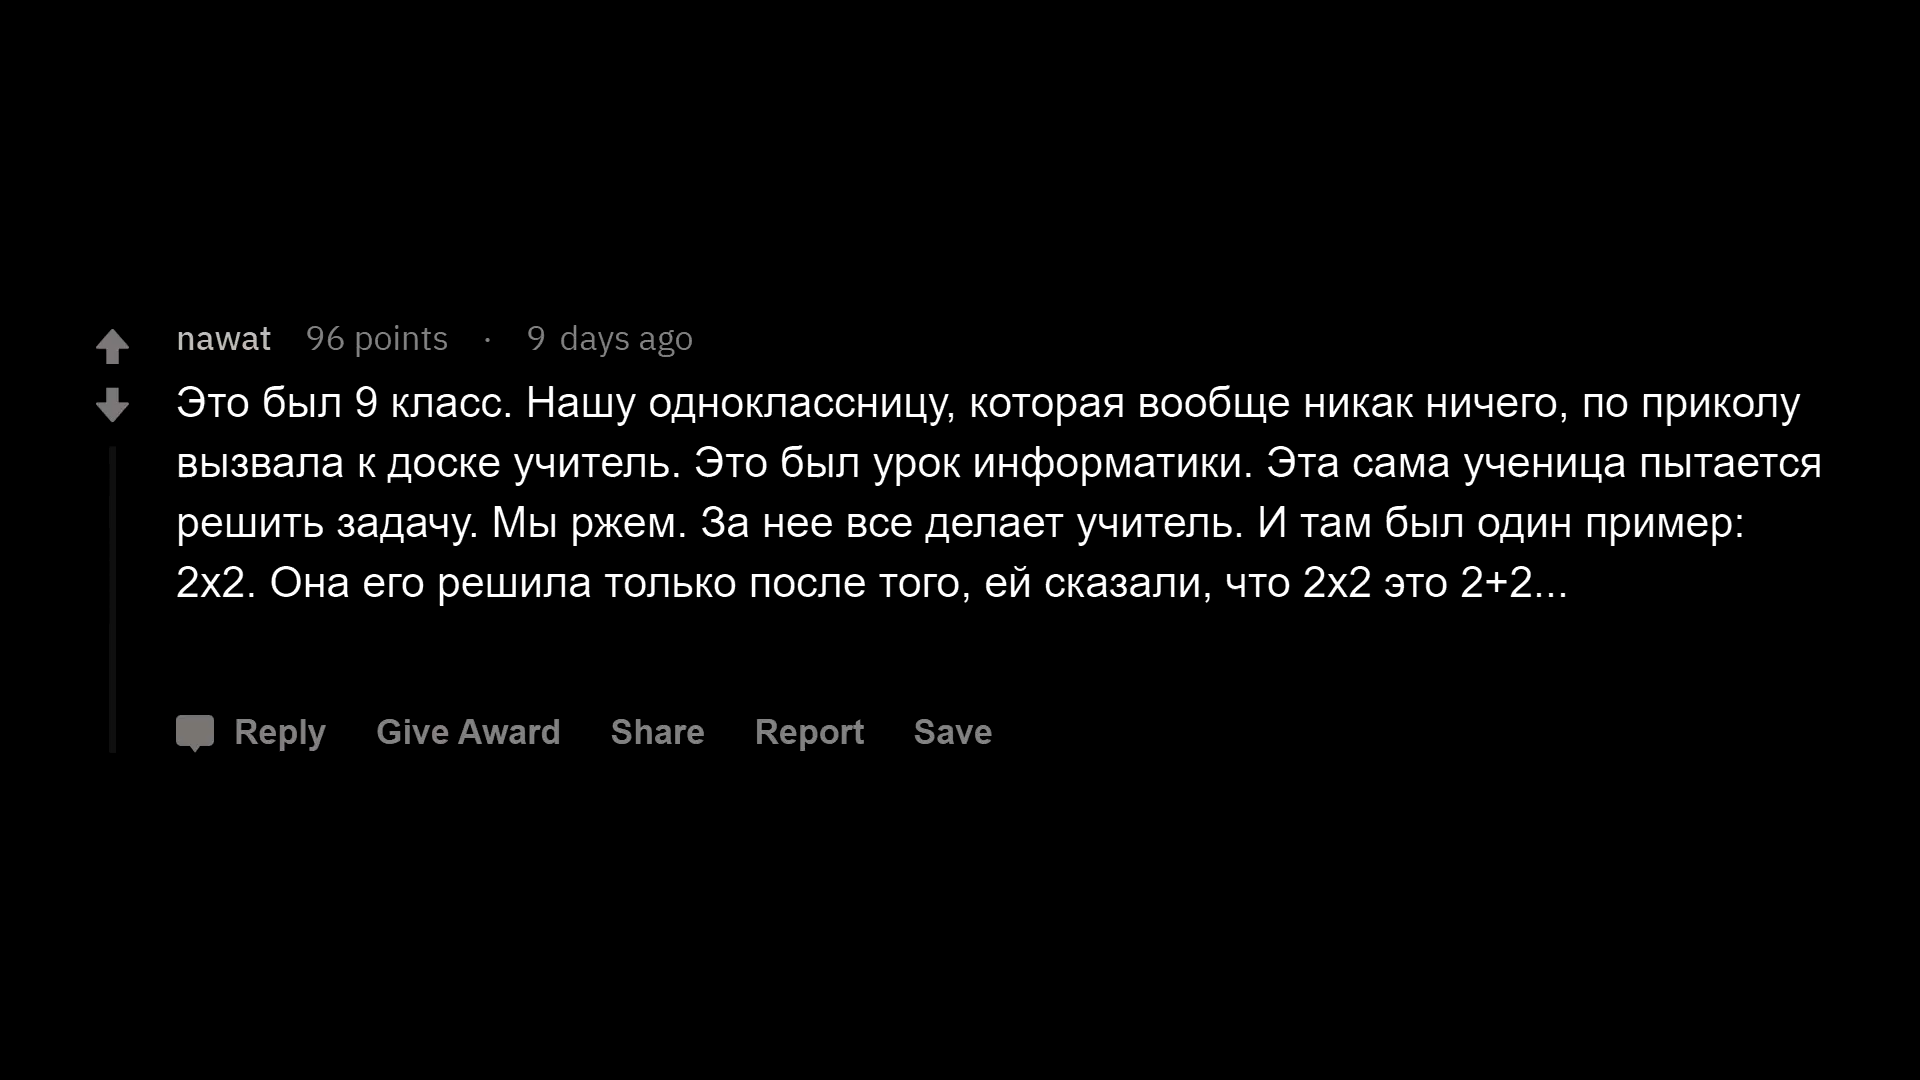 nawat 96 points · 9 days ago
Это был 9 класс. Нашу одноклассницу, которая вообще никак ничего, по приколу
вызвала к доске учитель. Это был урок информатики. Эта сама ученица пытается
решить задачу. Мы ржем. За нее все делает учитель. И там был один пример:
2х2. Она его решила только после того, ей сказали, что 2х2 это 2+2...
Reply Give Award Share Report Save